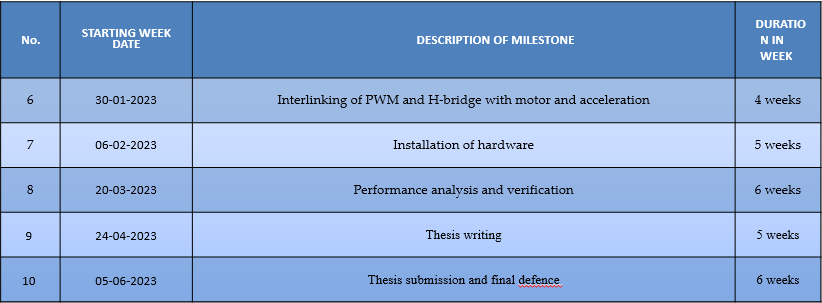 No. STARTING WEEK DATE DESCRIPTION OF MILESTONE DURATIO N IN WEEK
6 30-01-2023 Interlinking of PWM and H-bridge with motor and acceleration 4 weeks
7 06-02-2023 Installation of hardware 5 weeks
8 20-03-2023 Performance analysis and verification 6 weeks
9 24-04-2023 Thesis writing 5 weeks
10 05-06-2023 Thesis submission and final defence 6 weeks